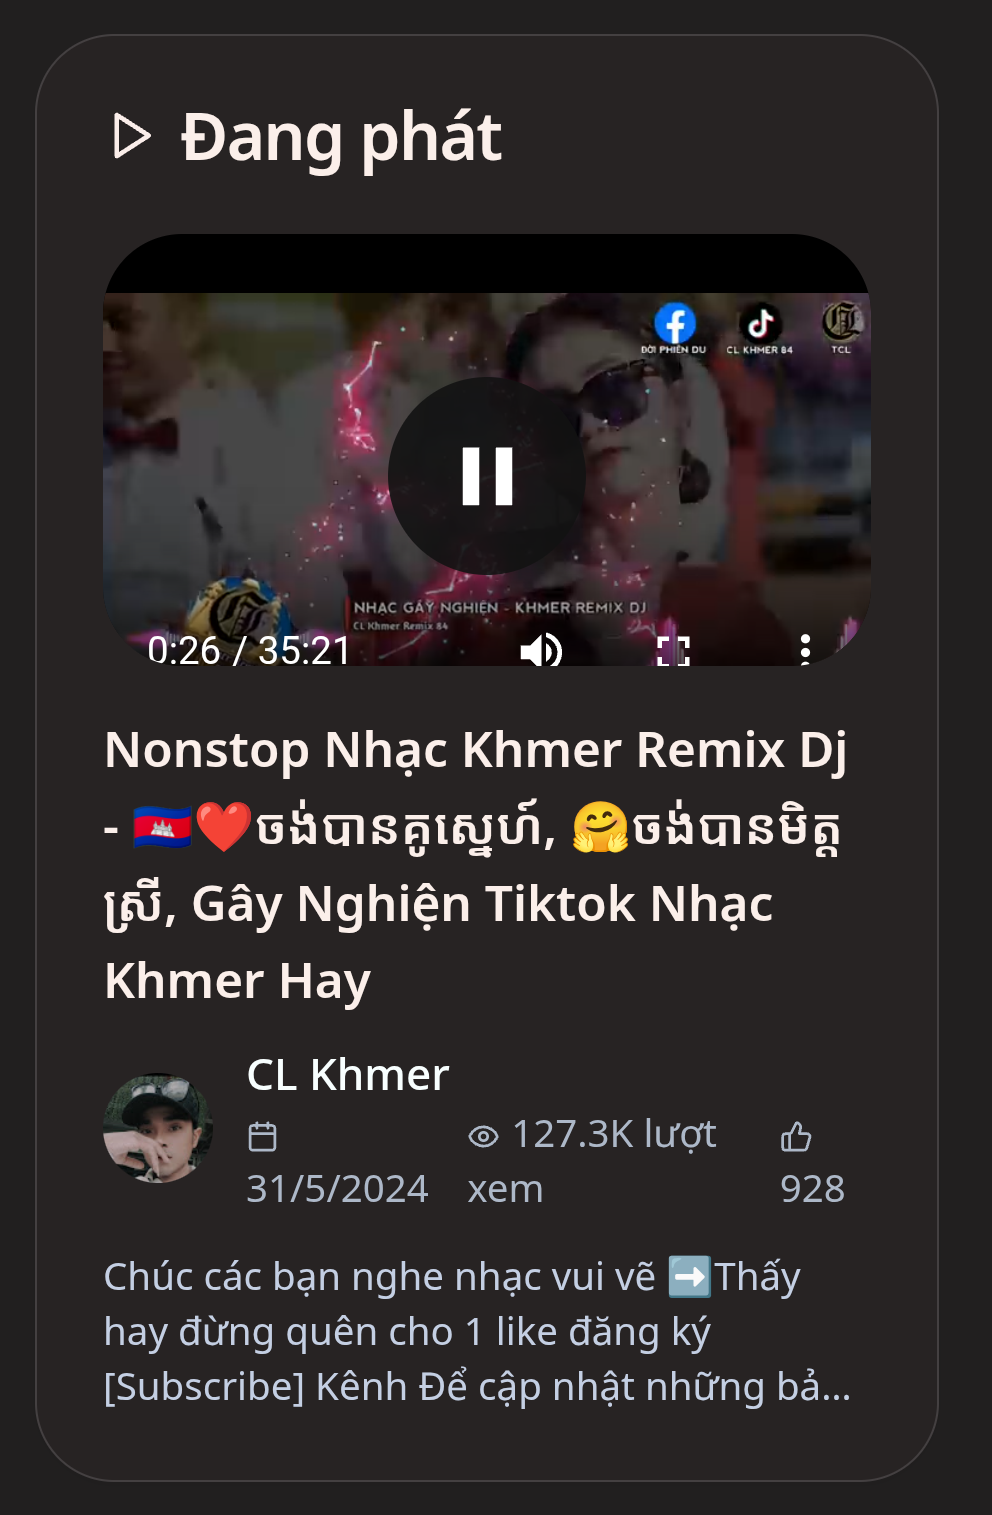 Đang phát
ĐỜI PHIÊN DU
CL KHMER 84
TCL
NHẠC GÂY NGHIỆN - KHMER REMIX DJ
CL Khmer Remix 84
0:26 / 35:21
Nonstop Nhạc Khmer Remix Dj
- 🇰🇭❤️ចង់បានគូស្នេហ៍, 🤗ចង់បានមិត្ត
ស្រី, Gây Nghiện Tiktok Nhạc
Khmer Hay
CL Khmer
31/5/2024
127.3K lượt
xem
928
Chúc các bạn nghe nhạc vui vẽ ➡️Thấy
hay đừng quên cho 1 like đăng ký
[Subscribe] Kênh Để cập nhật những bả...